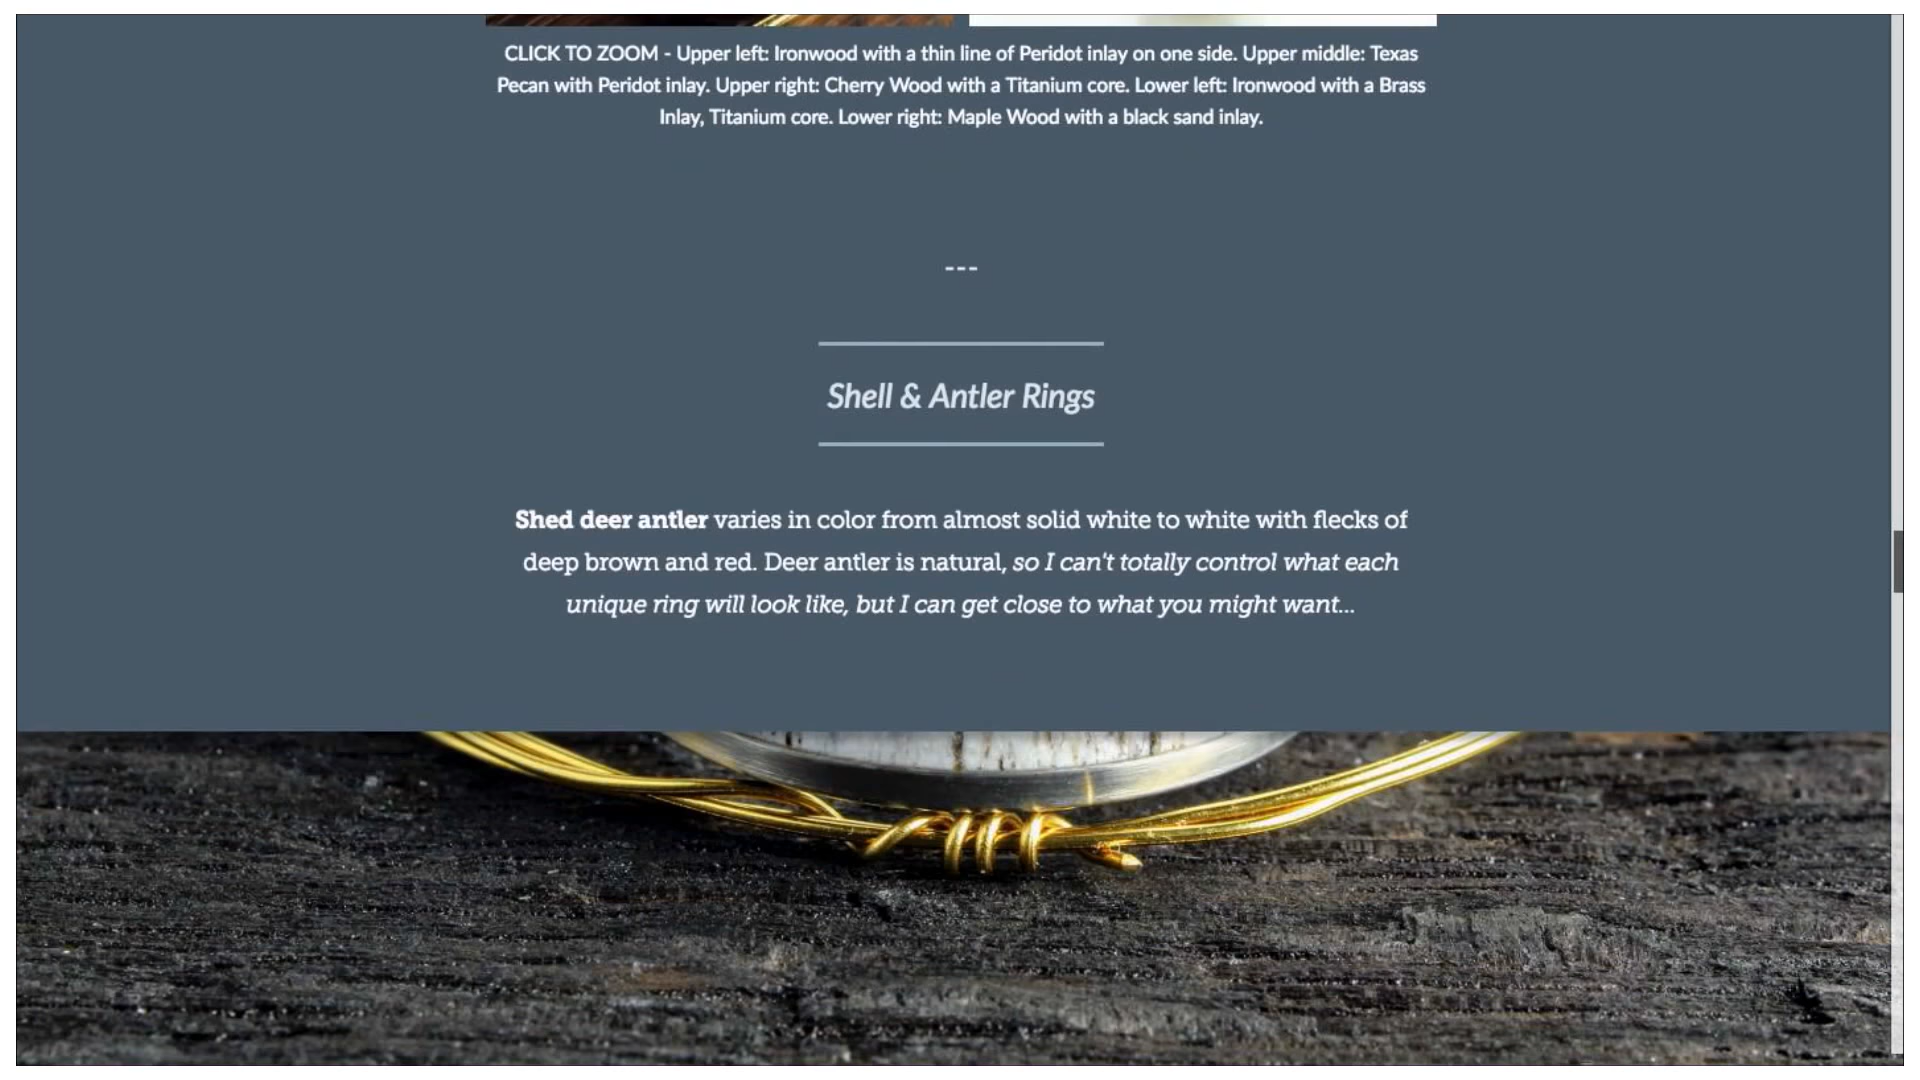 CLICK TO ZOOM - Upper left: Ironwood with a thin line of Peridot inlay on one side. Upper middle: Texas
Pecan with Peridot inlay. Upper right: Cherry Wood with a Titanium core. Lower left: Ironwood with a Brass
Inlay, Titanium core. Lower right: Maple Wood with a black sand inlay.
---
Shell & Antler Rings
Shed deer antler varies in color from almost solid white to white with flecks of
deep brown and red. Deer antler is natural, so I can't totally control what each
unique ring will look like, but I can get close to what you might want...